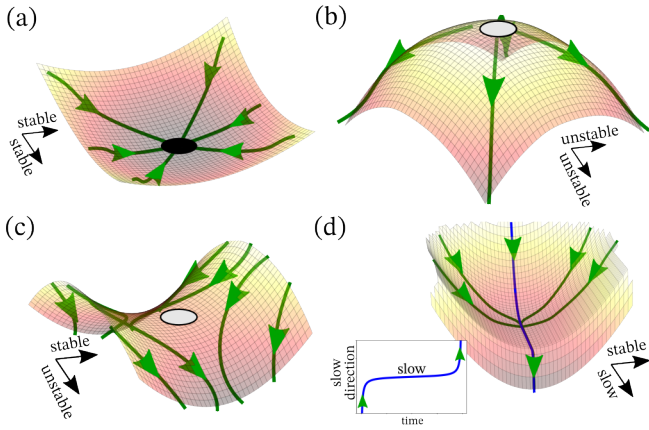 (a)
stable
stable
(b)
unstable
unstable
(c)
stable
unstable
(d)
stable
slow
slow
direction
slow
time